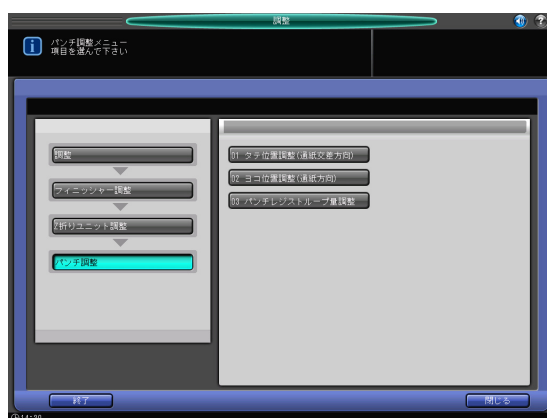 調整
パンチ調整メニュー
項目を選んで下さい
調整
フィニッシャー調整
Z折りユニット調整
パンチ調整
01 タテ位置調整(通紙交差方向)
02 ヨコ位置調整(通紙方向)
03 パンチレジストループ量調整
終了
閉じる